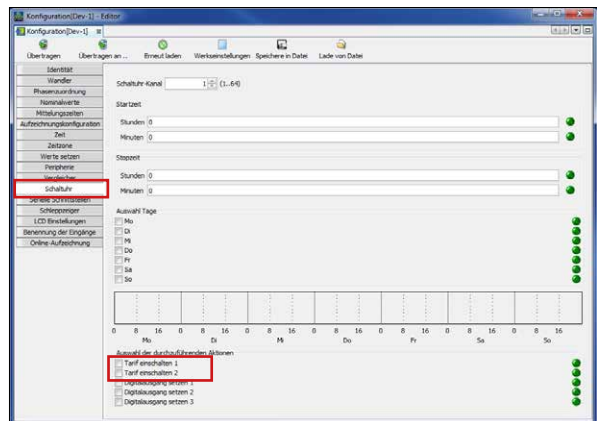 Konfiguration[Dev-1] - Editor
Konfiguration[Dev-1]
Übertragen Übertragen an ... Erneut laden Werkseinstellungen Speichere in Datei Lade von Datei
Identität
Wandler
Phasenzuordnung
Nominalwerte
Mittelungszeiten
Aufzeichnungskonfiguration
Zeit
Zeitzone
Werte setzen
Peripherie
Vergleicher
Schaltuhr
Serielle Schnittstellen
Schleppzeiger
LCD Einstellungen
Benennung der Eingänge
Online-Aufzeichnung
Schaltuhr-Kanal 1 (1..64)
Startzeit
Stunden 0
Minuten 0
Stopzeit
Stunden 0
Minuten 0
Auswahl Tage
Mo
Di
Mi
Do
Fr
Sa
So
0 8 16 0 8 16 0 8 16 0 8 16 0 8 16 0 8 16 0 8 16
Mo Di Mi Do Fr Sa So
Auswahl der durchzuführenden Aktionen
Tarif einschalten 1
Tarif einschalten 2
Digitalausgang setzen 1
Digitalausgang setzen 2
Digitalausgang setzen 3